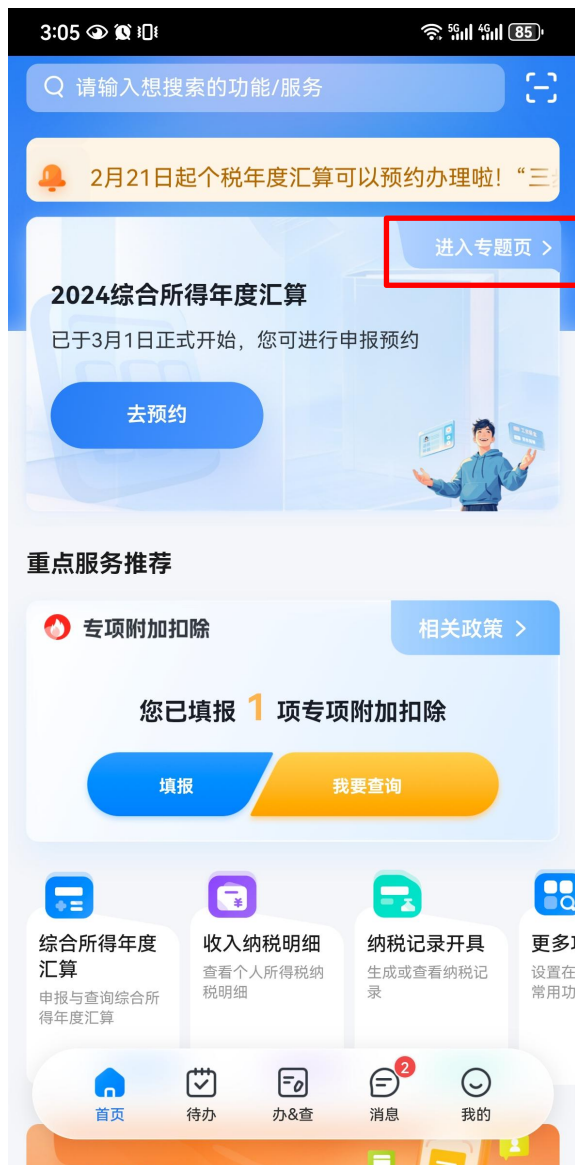 3:05
5G 4G 85
请输入想搜索的功能/服务
2月21日起个税年度汇算可以预约办理啦！“三
进入专题页
2024综合所得年度汇算
已于3月1日正式开始，您可进行申报预约
去预约
重点服务推荐
专项附加扣除
相关政策
您已填报 1 项专项附加扣除
填报
我要查询
综合所得年度
汇算
申报与查询综合所
得年度汇算
收入纳税明细
查看个人所得税纳
税明细
纳税记录开具
生成或查看纳税记
录
更多
设置在
常用功
首页
待办
办&查
2
消息
我的